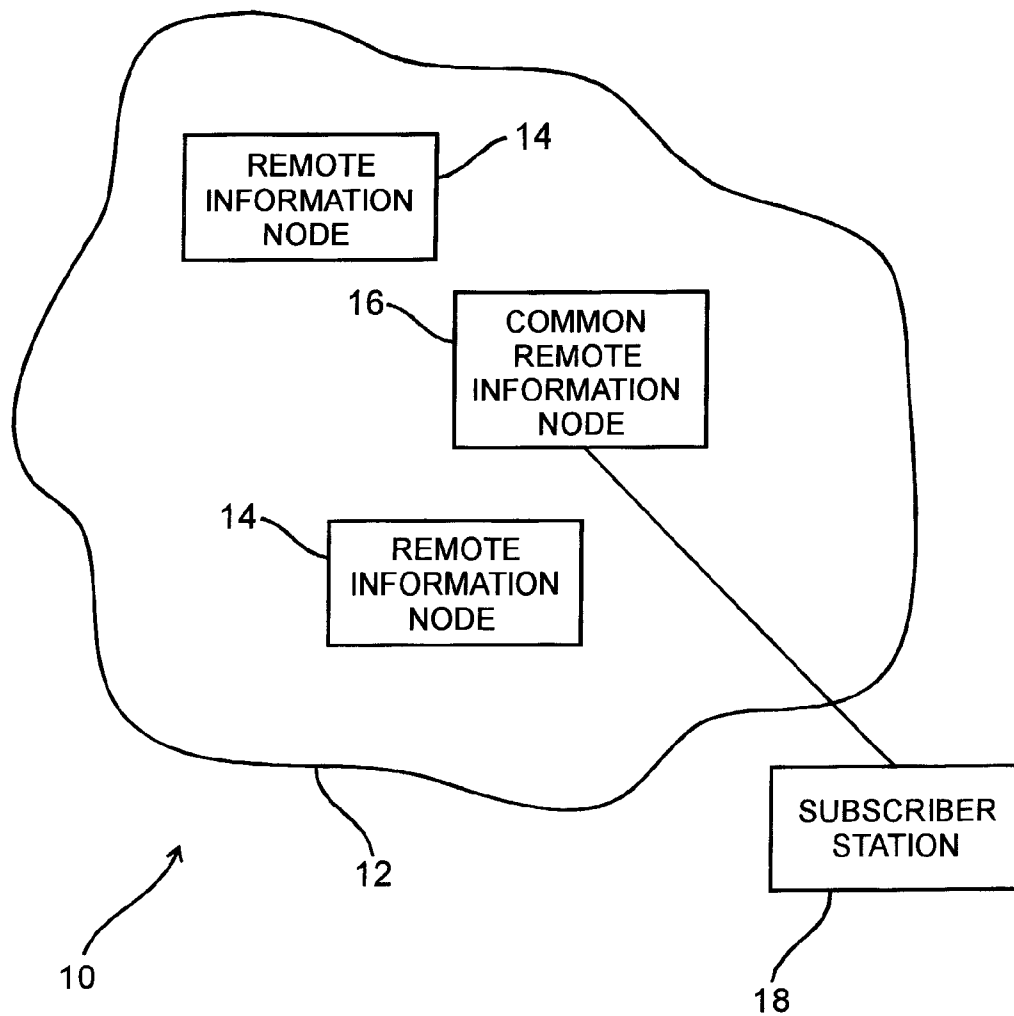 REMOTE
INFORMATION
NODE
14
16
COMMON
REMOTE
INFORMATION
NODE
14
REMOTE
INFORMATION
NODE
SUBSCRIBER
STATION
12
10
18